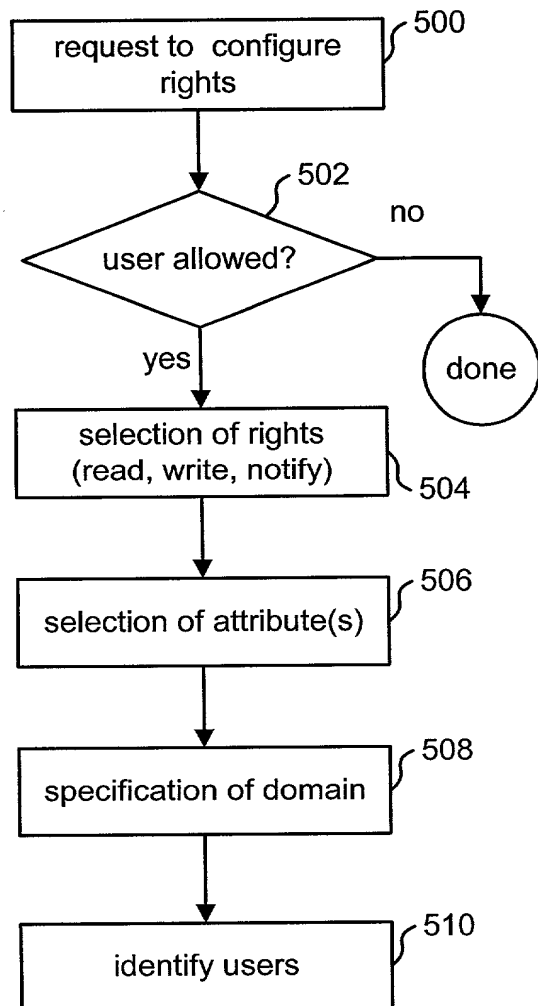 request to configure
rights
500
502
user allowed?
no
yes
done
selection of rights
(read, write, notify)
504
selection of attribute(s)
506
specification of domain
508
identify users
510